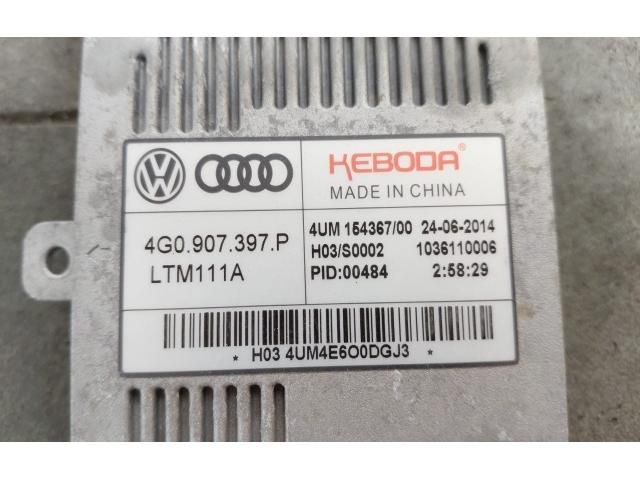 VW
KEBODA®
MADE IN CHINA
4G0.907.397.P
LTM111A
4UM 154367/00 24-06-2014
H03/S0002 1036110006
PID:00484 2:58:29
* H03 4UM4E6O0DGJ3 *